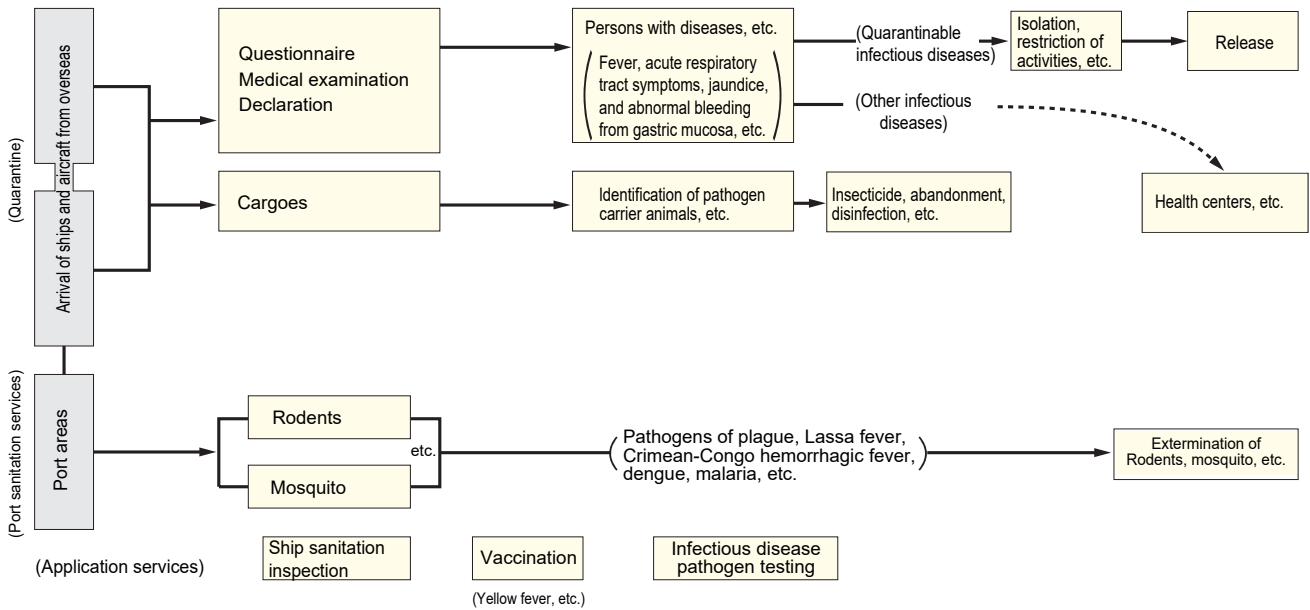 (Quarantine)
Arrival of ships and aircraft from overseas
Questionnaire
Medical examination
Declaration
Persons with diseases, etc.
Fever, acute respiratory
tract symptoms, jaundice,
and abnormal bleeding
from gastric mucosa, etc.
(Quarantinable
infectious diseases)
Isolation,
restriction of
activities, etc.
Release
(Other infectious
diseases)
Health centers, etc.
Cargoes
Identification of pathogen
carrier animals, etc.
Insecticide, abandonment,
disinfection, etc.
(Port sanitation services)
Port areas
Rodents
etc.
Mosquito
(Pathogens of plague, Lassa fever,
Crimean-Congo hemorrhagic fever,
dengue, malaria, etc.)
Extermination of
Rodents, mosquito, etc.
(Application services)
Ship sanitation
inspection
Vaccination
(Yellow fever, etc.)
Infectious disease
pathogen testing